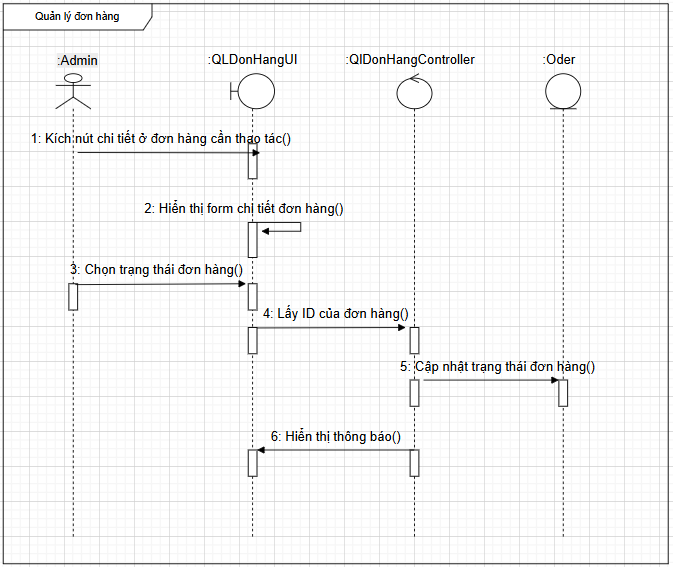 Quản lý đơn hàng
:Admin
:QLDonHangUI
:QlDonHangController
:Oder
1: Kích nút chi tiết ở đơn hàng cần thao tác()
2: Hiển thị form chi tiết đơn hàng()
3: Chọn trạng thái đơn hàng()
4: Lấy ID của đơn hàng()
5: Cập nhật trạng thái đơn hàng()
6: Hiển thị thông báo()